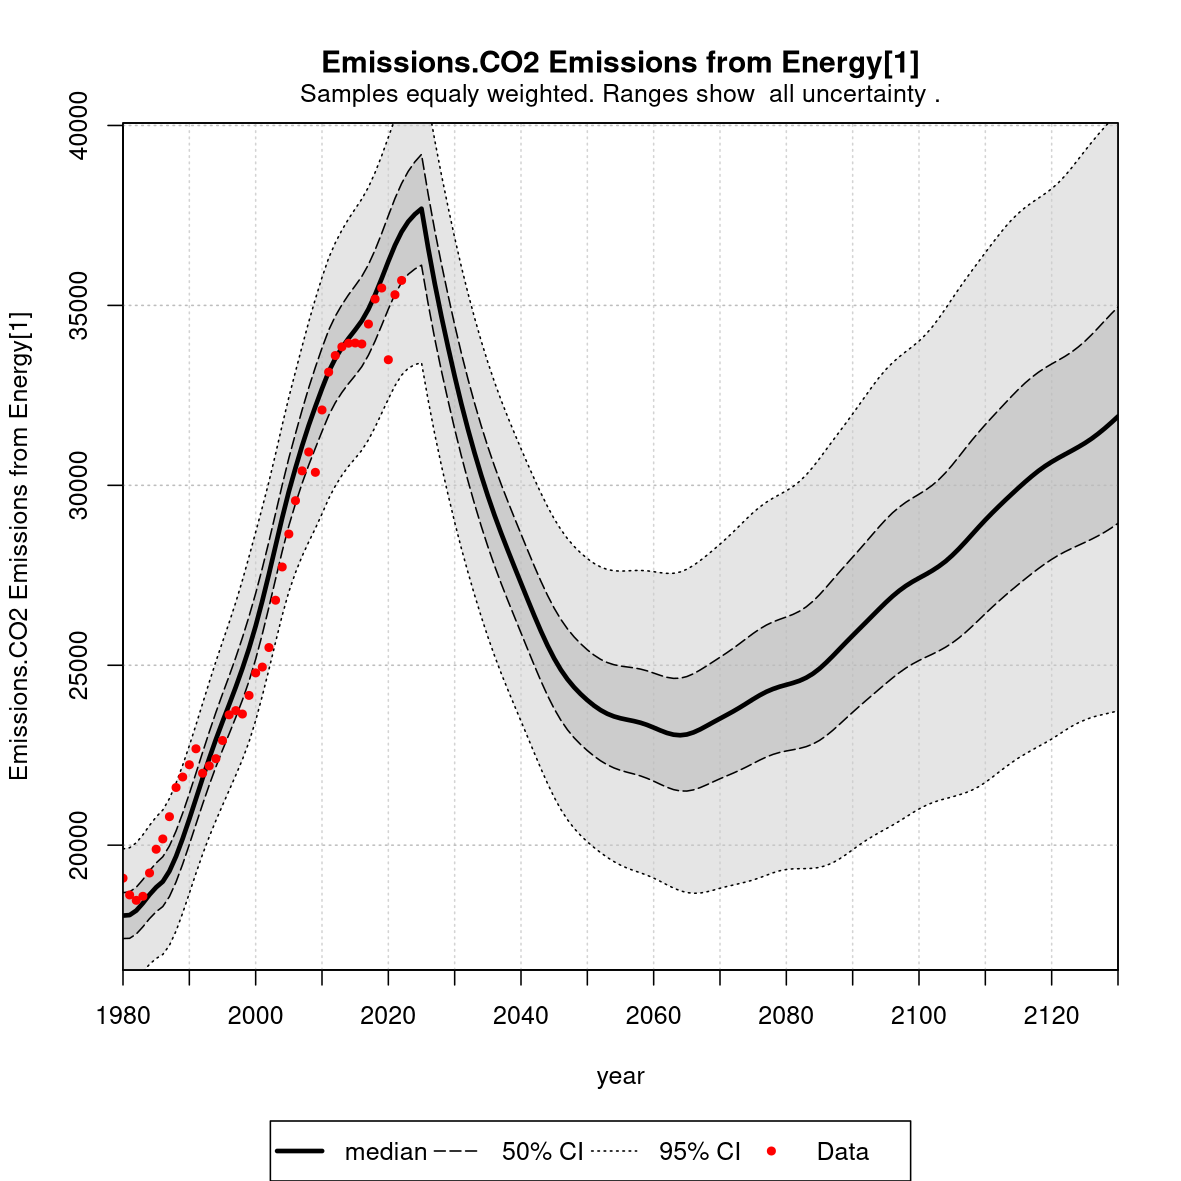 Emissions.CO2 Emissions from Energy[1]
Samples equaly weighted. Ranges show  all uncertainty .
Emissions.CO2 Emissions from Energy[1]
40000
35000
30000
25000
20000
1980 2000 2020 2040 2060 2080 2100 2120
year
median 50% CI 95% CI Data